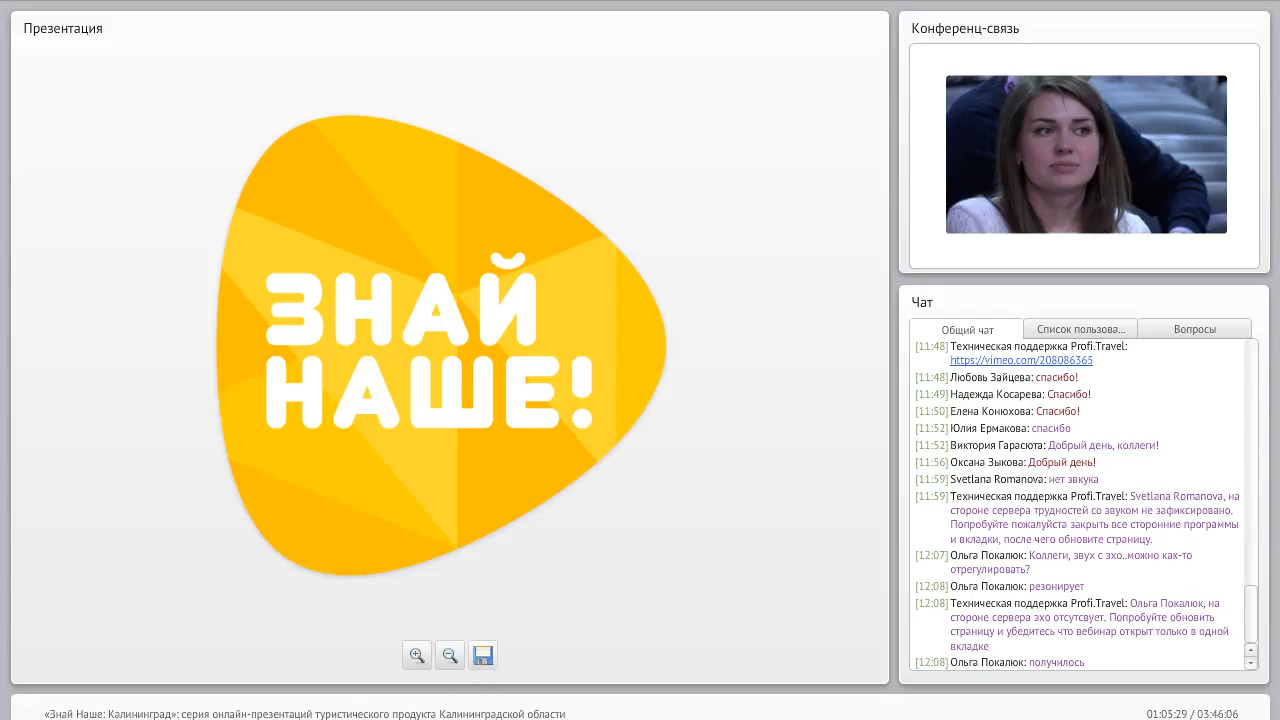 Презентация
ЗНАЙ
НАШЕ!
Конференц-связь
Чат
Общий чат
Список пользова...
Вопросы
[11:48] Техническая поддержка Profi.Travel:
https://vimeo.com/208086365
[11:48] Любовь Зайцева: спасибо!
[11:49] Надежда Косарева: Спасибо!
[11:50] Елена Конюхова: Спасибо!
[11:52] Юлия Ермакова: спасибо
[11:52] Виктория Гарасюта: Добрый день, коллеги!
[11:56] Оксана Зыкова: Добрый день!
[11:59] Svetlana Romanova: нет звкука
[11:59] Техническая поддержка Profi.Travel: Svetlana Romanova, на
стороне сервера трудностей со звуком не зафиксировано.
Попробуйте пожалуйста закрыть все сторонние программы
и вкладки, после чего обновите страницу.
[12:07] Ольга Покалюк: Коллеги, звух с эхо..можно как-то
отрегулировать?
[12:08] Ольга Покалюк: резонирует
[12:08] Техническая поддержка Profi.Travel: Ольга Покалюк, на
стороне сервера эхо отсутсвует. Попробуйте обновить
страницу и убедитесь что вебинар открыт только в одной
вкладке
[12:08] Ольга Покалюк: получилось
«Знай Наше: Калининград»: серия онлайн-презентаций туристического продукта Калининградской области
01:05:29 / 03:46:06